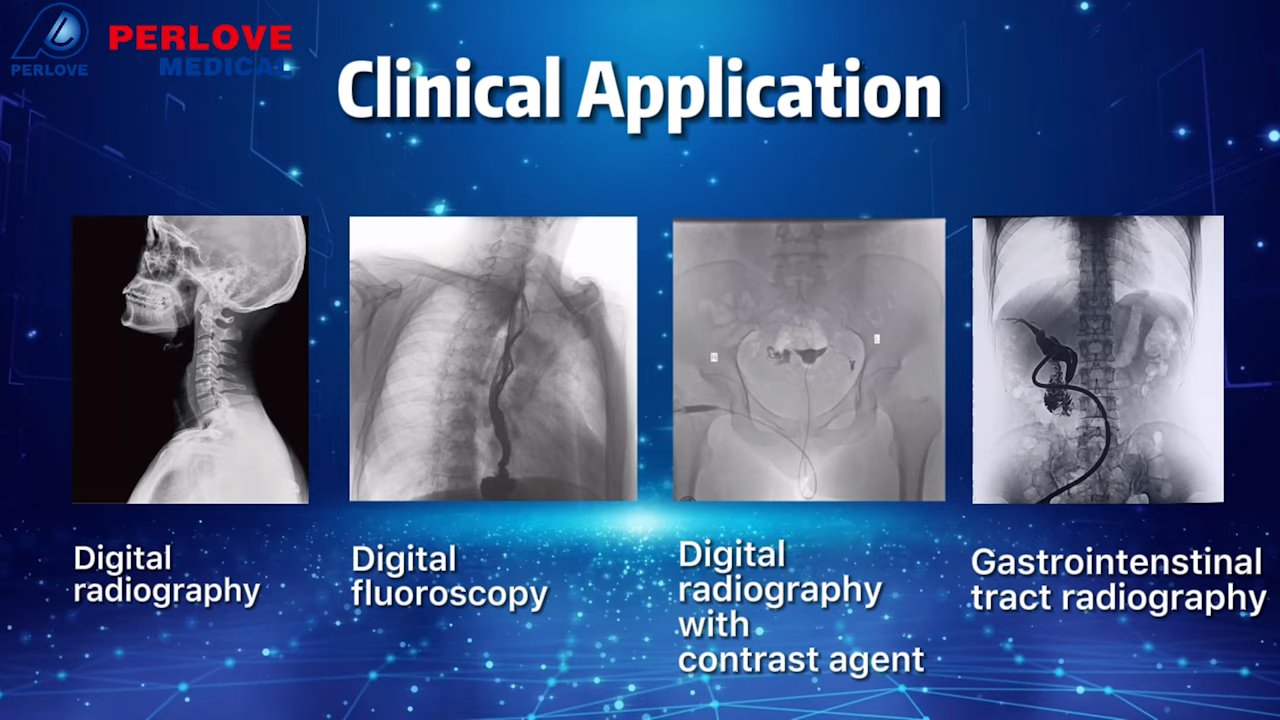 PERLOVE
PERLOVE
MEDICAL
Clinical Application
R
L
Digital
radiography
Digital
fluoroscopy
Digital
radiography
with
contrast agent
Gastrointenstinal
tract radiography